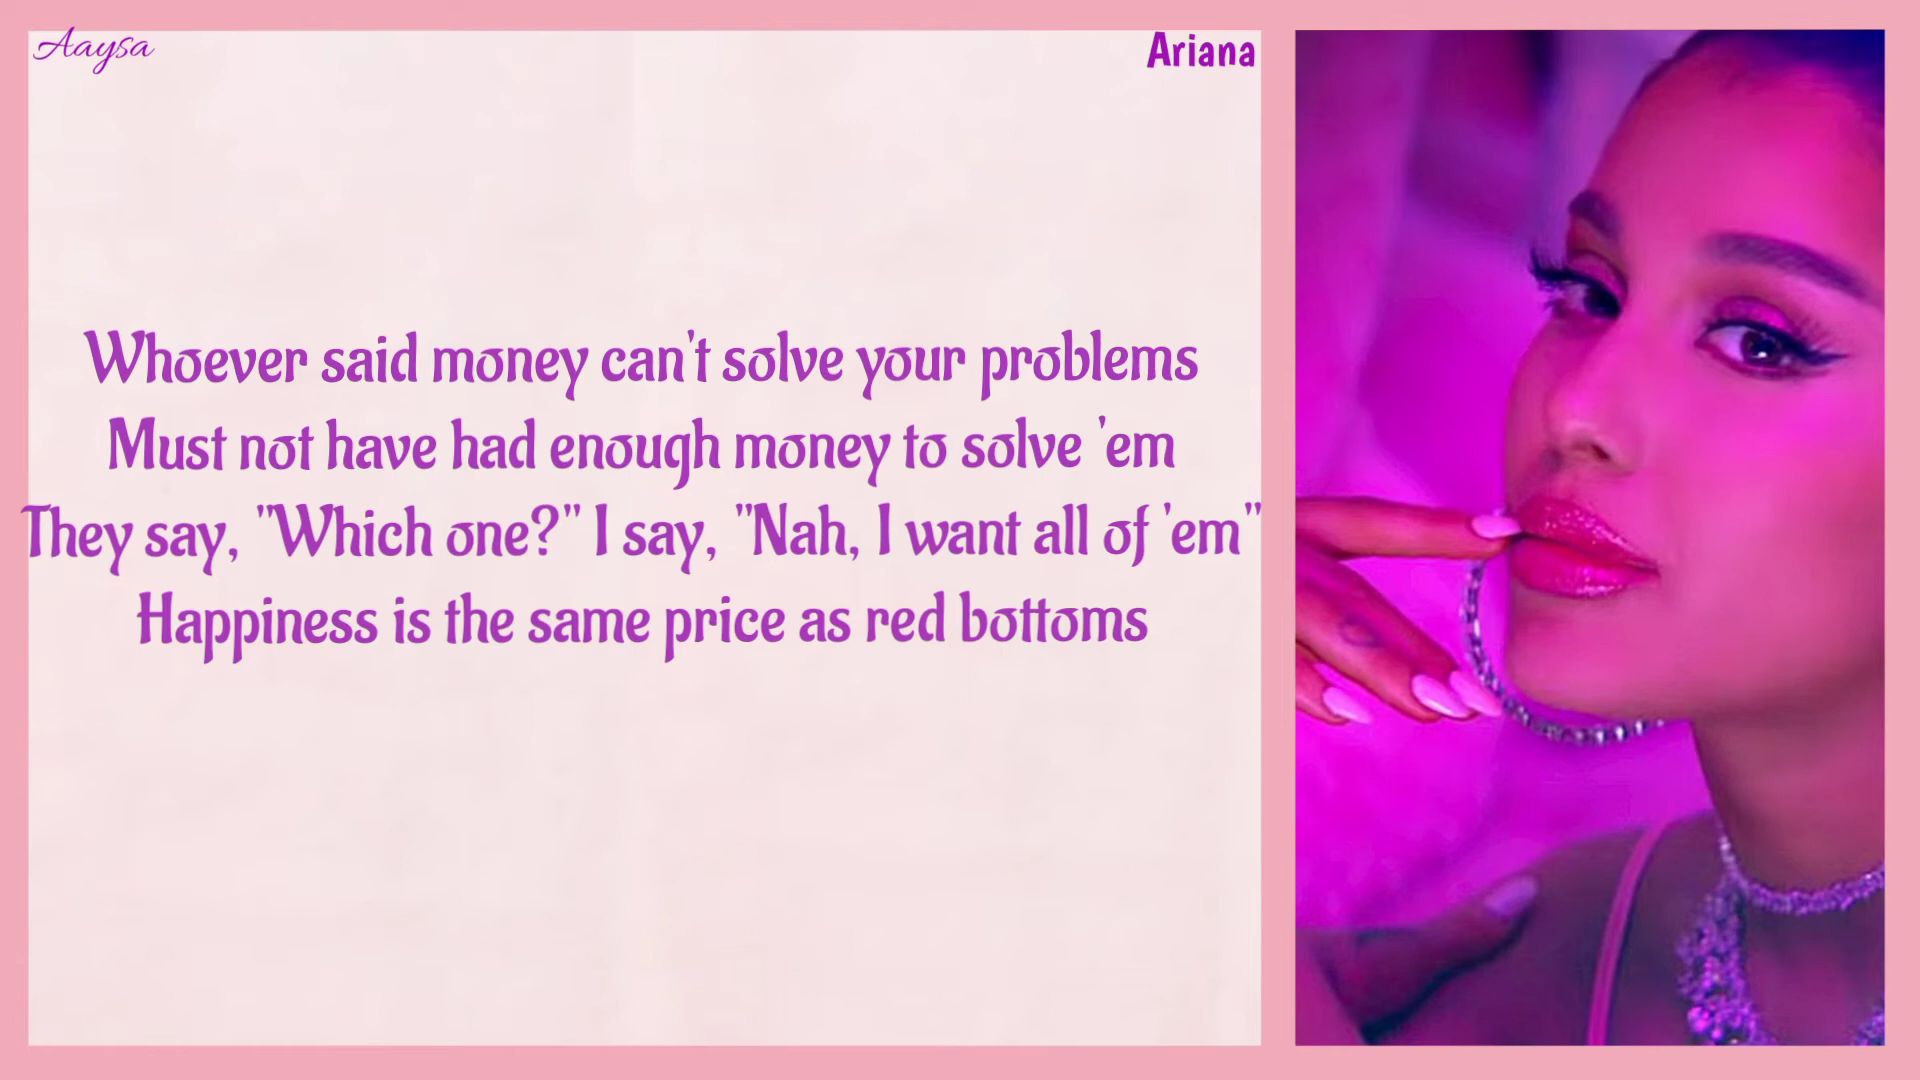 Aaysa
Ariana
Whoever said money can't solve your problems
Must not have had enough money to solve 'em
They say, "Which one?" I say, "Nah, I want all of 'em"
Happiness is the same price as red bottoms